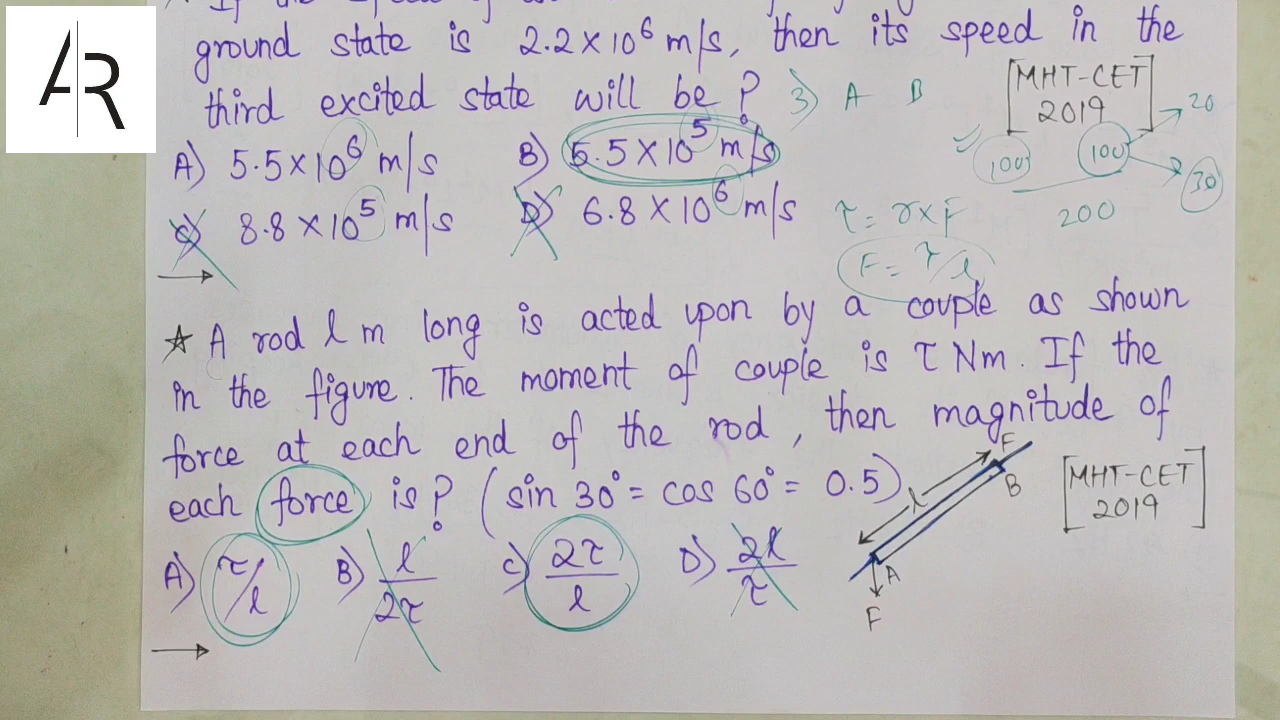 AR
ground state is 2.2 × 10⁶ m/s, then its speed in the
third excited state will be ?
3) A B
[MHT-CET
2019]
20
100 100
30
200
A) 5.5 × 10⁶ m/s B) 5.5 × 10⁵ m/s
C) 8.8 × 10⁵ m/s D) 6.8 × 10⁶ m/s
τ = r × F
F = τ/l
☆ A rod l m long is acted upon by a couple as shown
in the figure. The moment of couple is τ Nm. If the
force at each end of the rod, then magnitude of
each force is ? (sin 30° = cos 60° = 0.5)
[MHT-CET
2019]
A) τ/l B) l/2τ C) 2τ/l D) 2l/τ
F
B
l
A
F